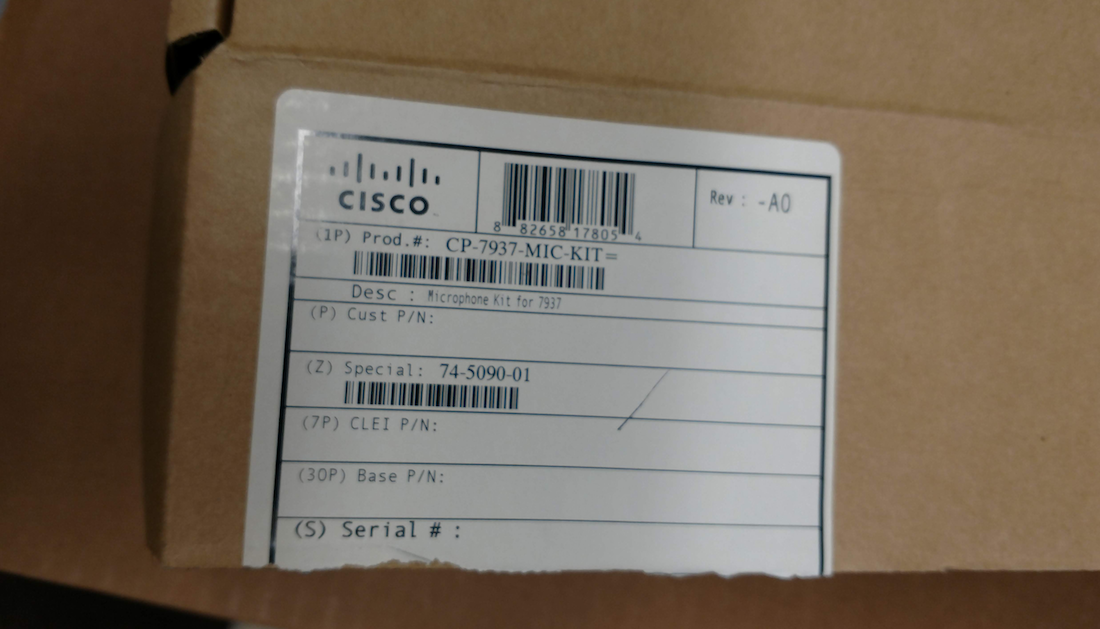 CISCO
8 82658 17805 4
Rev : -A0
(1P) Prod.#: CP-7937-MIC-KIT=
Desc : Microphone Kit for 7937
(P) Cust P/N:
(Z) Special: 74-5090-01
(7P) CLEI P/N:
(30P) Base P/N:
(S) Serial # :